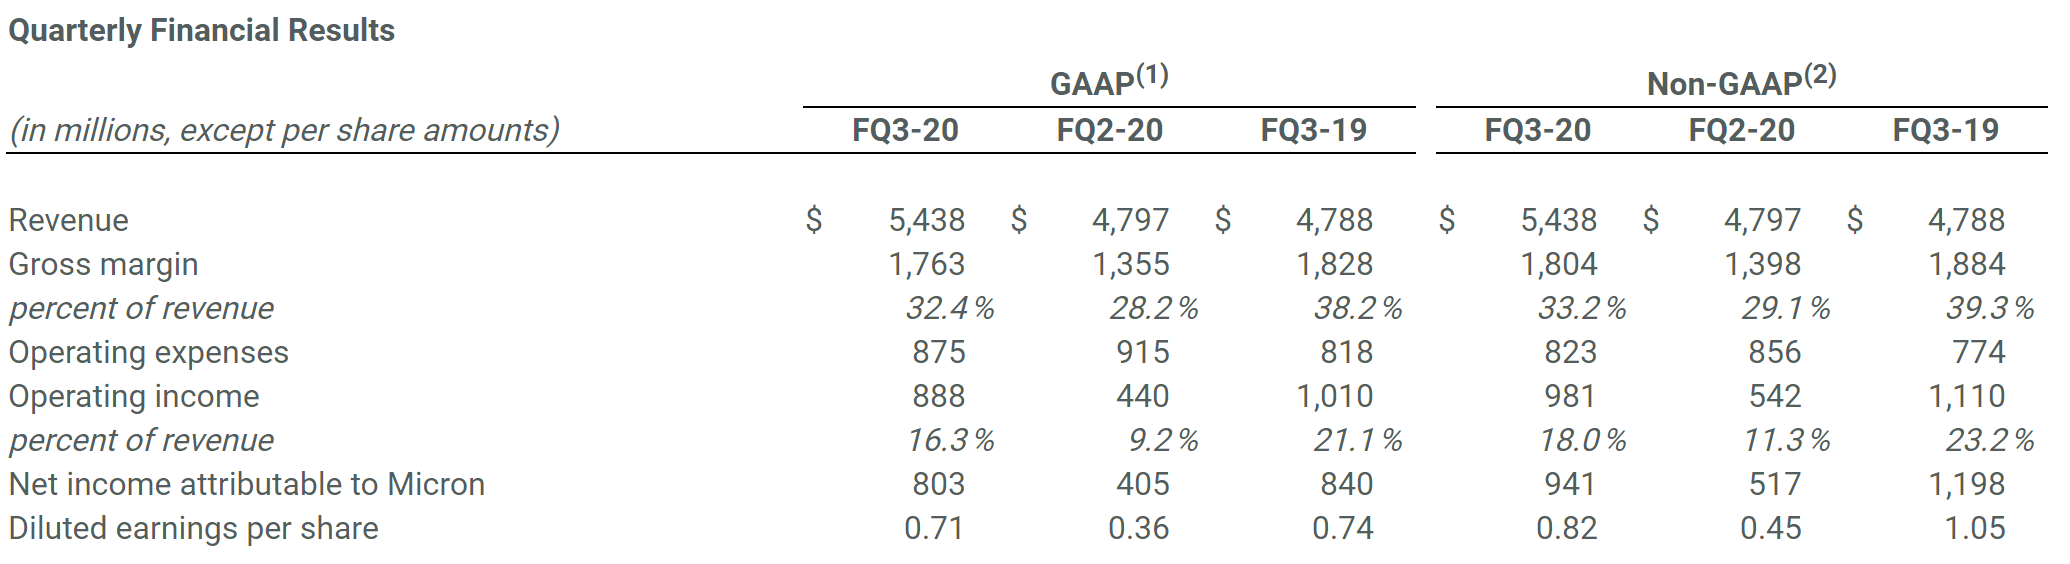 Quarterly Financial Results
GAAP(1) Non-GAAP(2)
(in millions, except per share amounts) FQ3-20 FQ2-20 FQ3-19 FQ3-20 FQ2-20 FQ3-19
Revenue $ 5,438 $ 4,797 $ 4,788 $ 5,438 $ 4,797 $ 4,788
Gross margin 1,763 1,355 1,828 1,804 1,398 1,884
percent of revenue 32.4 % 28.2 % 38.2 % 33.2 % 29.1 % 39.3 %
Operating expenses 875 915 818 823 856 774
Operating income 888 440 1,010 981 542 1,110
percent of revenue 16.3 % 9.2 % 21.1 % 18.0 % 11.3 % 23.2 %
Net income attributable to Micron 803 405 840 941 517 1,198
Diluted earnings per share 0.71 0.36 0.74 0.82 0.45 1.05